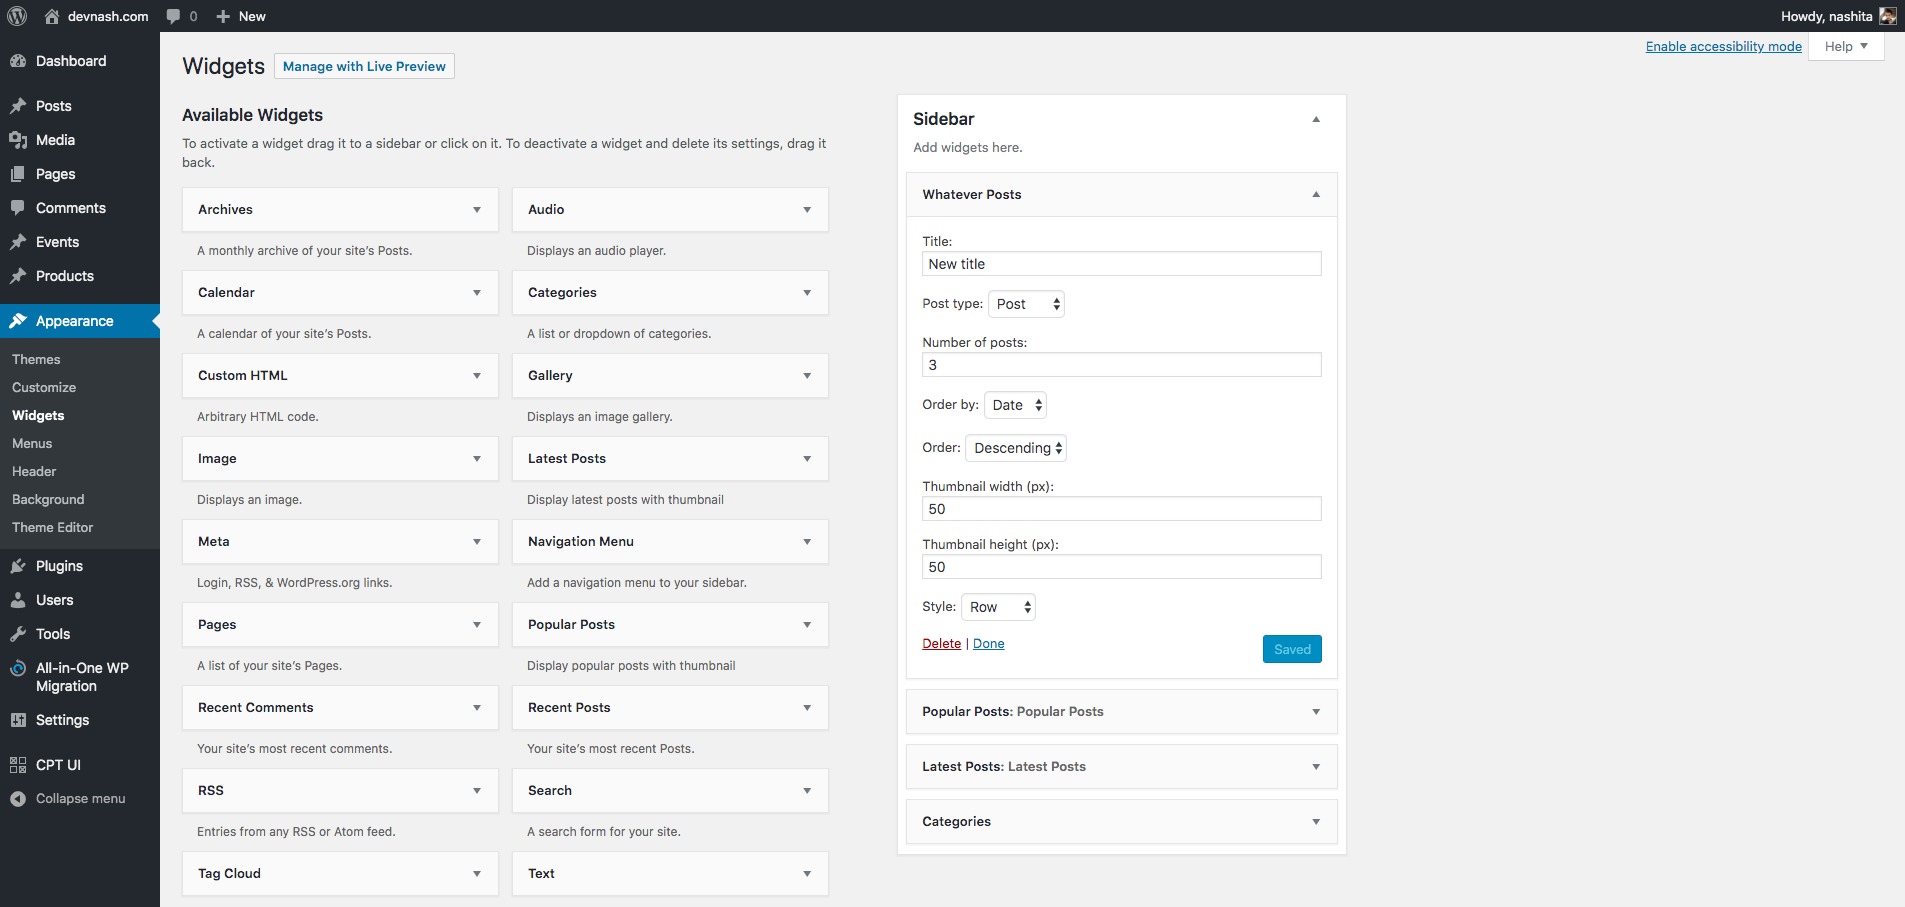 devnash.com 0 New
Howdy, nashita
Dashboard
Posts
Media
Pages
Comments
Events
Products
Appearance
Themes
Customize
Widgets
Menus
Header
Background
Theme Editor
Plugins
Users
Tools
All-in-One WP
Migration
Settings
CPT UI
Collapse menu
Enable accessibility mode
Help
Widgets
Manage with Live Preview
Available Widgets
To activate a widget drag it to a sidebar or click on it. To deactivate a widget and delete its settings, drag it
back.
Archives
A monthly archive of your site’s Posts.
Audio
Displays an audio player.
Calendar
A calendar of your site’s Posts.
Categories
A list or dropdown of categories.
Custom HTML
Arbitrary HTML code.
Gallery
Displays an image gallery.
Image
Displays an image.
Latest Posts
Display latest posts with thumbnail
Meta
Login, RSS, & WordPress.org links.
Navigation Menu
Add a navigation menu to your sidebar.
Pages
A list of your site’s Pages.
Popular Posts
Display popular posts with thumbnail
Recent Comments
Your site’s most recent comments.
Recent Posts
Your site’s most recent Posts.
RSS
Entries from any RSS or Atom feed.
Search
A search form for your site.
Tag Cloud
Text
Sidebar
Add widgets here.
Whatever Posts
Title:
New title
Post type: Post
Number of posts:
3
Order by: Date
Order: Descending
Thumbnail width (px):
50
Thumbnail height (px):
50
Style: Row
Delete | Done
Saved
Popular Posts: Popular Posts
Latest Posts: Latest Posts
Categories